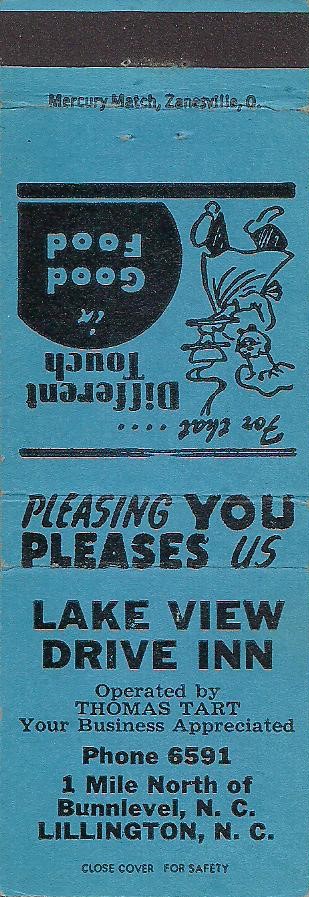 Mercury Match, Zanesville, O.
For that ....
Different
Touch
in
Good
Food
PLEASING YOU
PLEASES US
LAKE VIEW
DRIVE INN
Operated by
THOMAS TART
Your Business Appreciated
Phone 6591
1 Mile North of
Bunnlevel, N. C.
LILLINGTON, N. C.
CLOSE COVER FOR SAFETY